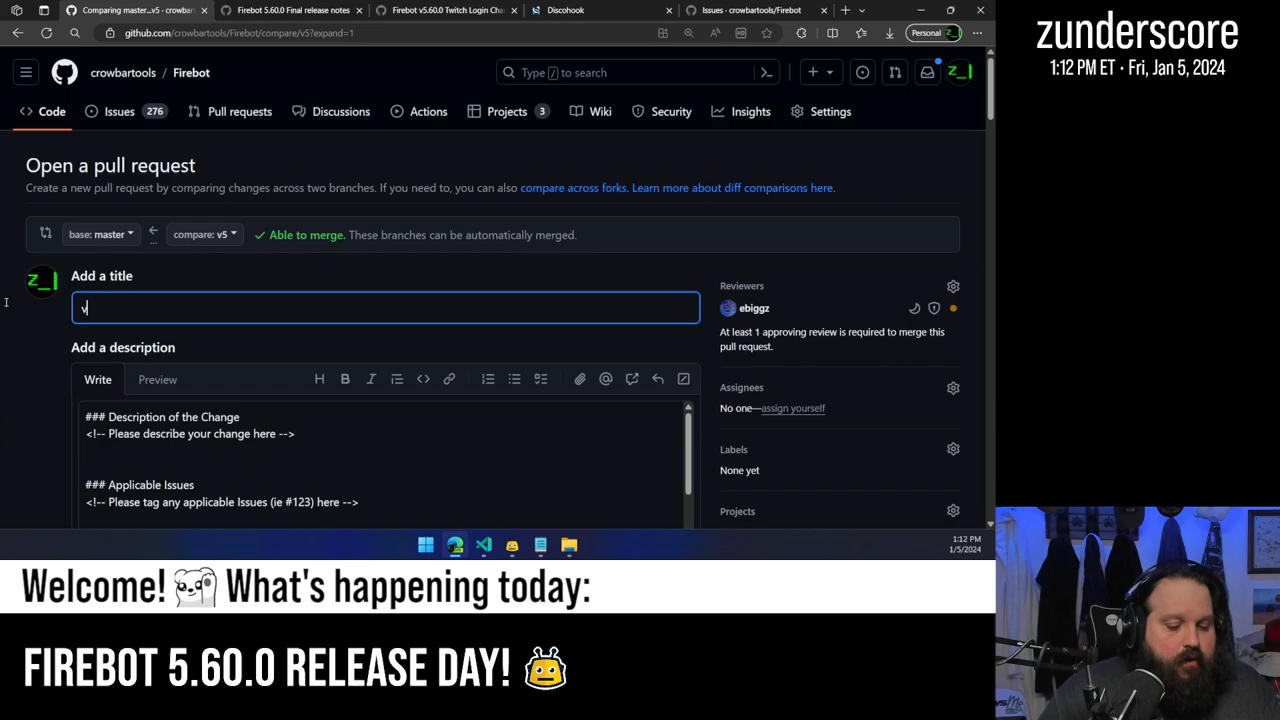 Comparing master...v5 · crowbar
Firebot 5.60.0 Final release notes
Firebot v5.60.0 Twitch Login Cha
Discohook
Issues · crowbartools/Firebot
github.com/crowbartools/Firebot/compare/v5?expand=1
Personal
crowbartools / Firebot
Type / to search
Code
Issues 276
Pull requests
Discussions
Actions
Projects 3
Wiki
Security
Insights
Settings
Open a pull request
Create a new pull request by comparing changes across two branches. If you need to, you can also compare across forks. Learn more about diff comparisons here.
base: master
compare: v5
Able to merge. These branches can be automatically merged.
z_|
Add a title
v
Add a description
Write
Preview
### Description of the Change
<!-- Please describe your change here -->
### Applicable Issues
<!-- Please tag any applicable Issues (ie #123) here -->
Reviewers
ebiggz
At least 1 approving review is required to merge this
pull request.
Assignees
No one—assign yourself
Labels
None yet
Projects
1:12 PM
1/5/2024
zunderscore
1:12 PM ET · Fri, Jan 5, 2024
Welcome! What's happening today:
FIREBOT 5.60.0 RELEASE DAY!